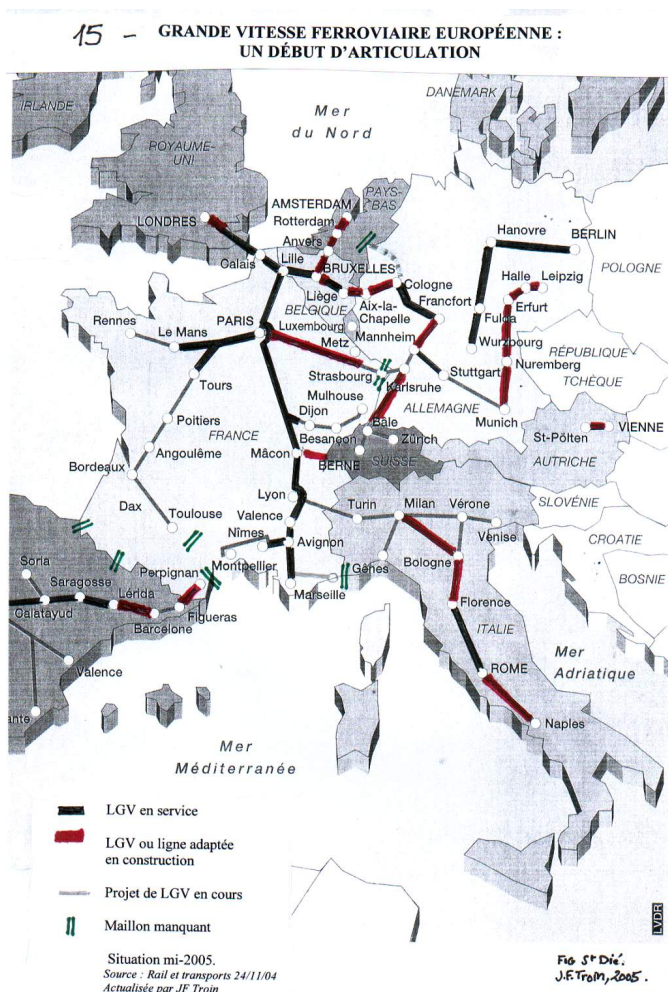 15 - GRANDE VITESSE FERROVIAIRE EUROPÉENNE :
UN DÉBUT D'ARTICULATION
IRLANDE
ROYAUME-
UNI
Mer
du Nord
DANEMARK
PAYS-
BAS
LONDRES
AMSTERDAM
Rotterdam
Anvers
Hanovre
BERLIN
Calais
Lille
BRUXELLES
Cologne
Halle
Leipzig
POLOGNE
Liège
BELGIQUE
Aix-la-
Chapelle
Francfort
Erfurt
Fulda
Rennes
Le Mans
PARIS
Luxembourg
Mannheim
Wurzbourg
RÉPUBLIQUE
TCHÈQUE
Metz
Strasbourg
Karlsruhe
Stuttgart
Nuremberg
Tours
Mulhouse
ALLEMAGNE
Munich
Dijon
Bâle
Poitiers
FRANCE
Besançon
Zürich
St-Pölten
VIENNE
Angoulême
Mâcon
BERNE
SUISSE
AUTRICHE
Bordeaux
Lyon
Turin
Milan
Vérone
SLOVÉNIE
Dax
Toulouse
Valence
Venise
Nîmes
Avignon
CROATIE
Soria
Perpignan
Montpellier
Marseille
Gênes
Bologne
BOSNIE
Saragosse
Lérida
Calatayud
Figueras
Barcelone
Florence
ITALIE
Valence
Mer
Adriatique
ROME
ante
Naples
Mer
Méditerranée
LGV en service
LGV ou ligne adaptée
en construction
Projet de LGV en cours
Maillon manquant
Situation mi-2005.
Source : Rail et transports 24/11/04
Actualisée par JF Troin
LVDR
Fig St Dié.
J.F. Troin, 2005.